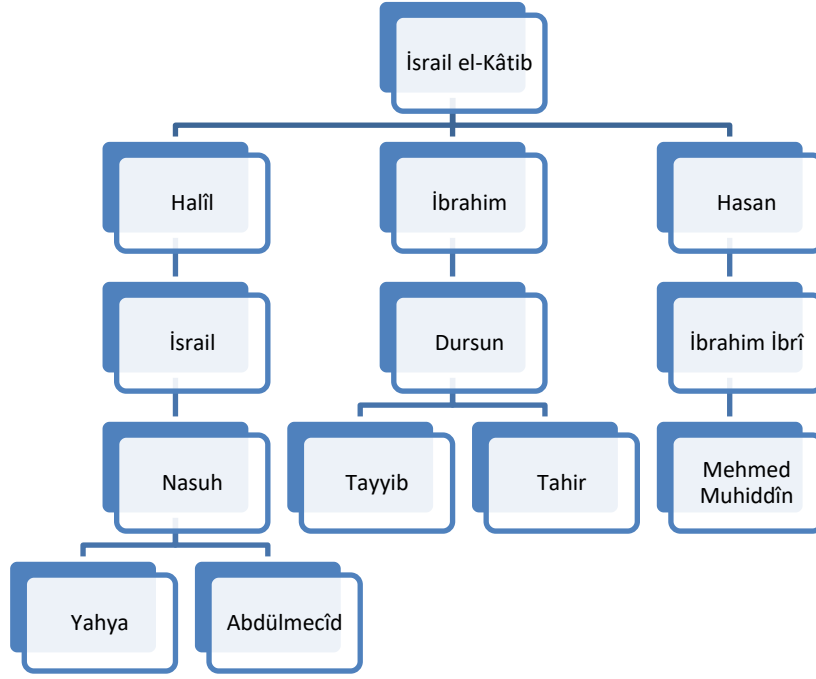 İsrail el-Kâtib
Halîl
İbrahim
Hasan
İsrail
Dursun
İbrahim İbrî
Nasuh
Tayyib
Tahir
Mehmed
Muhiddîn
Yahya
Abdülmecîd